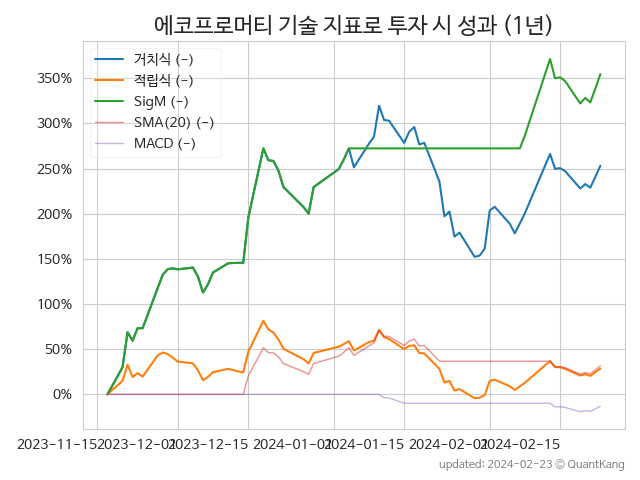 에코프로머티 기술 지표로 투자 시 성과 (1년)
거치식 (-)
적립식 (-)
SigM (-)
SMA(20) (-)
MACD (-)
350%
300%
250%
200%
150%
100%
50%
0%
2023-11-15 2023-12-01 2023-12-15 2024-01-01 2024-01-15 2024-02-01 2024-02-15
updated: 2024-02-23 © QuantKang